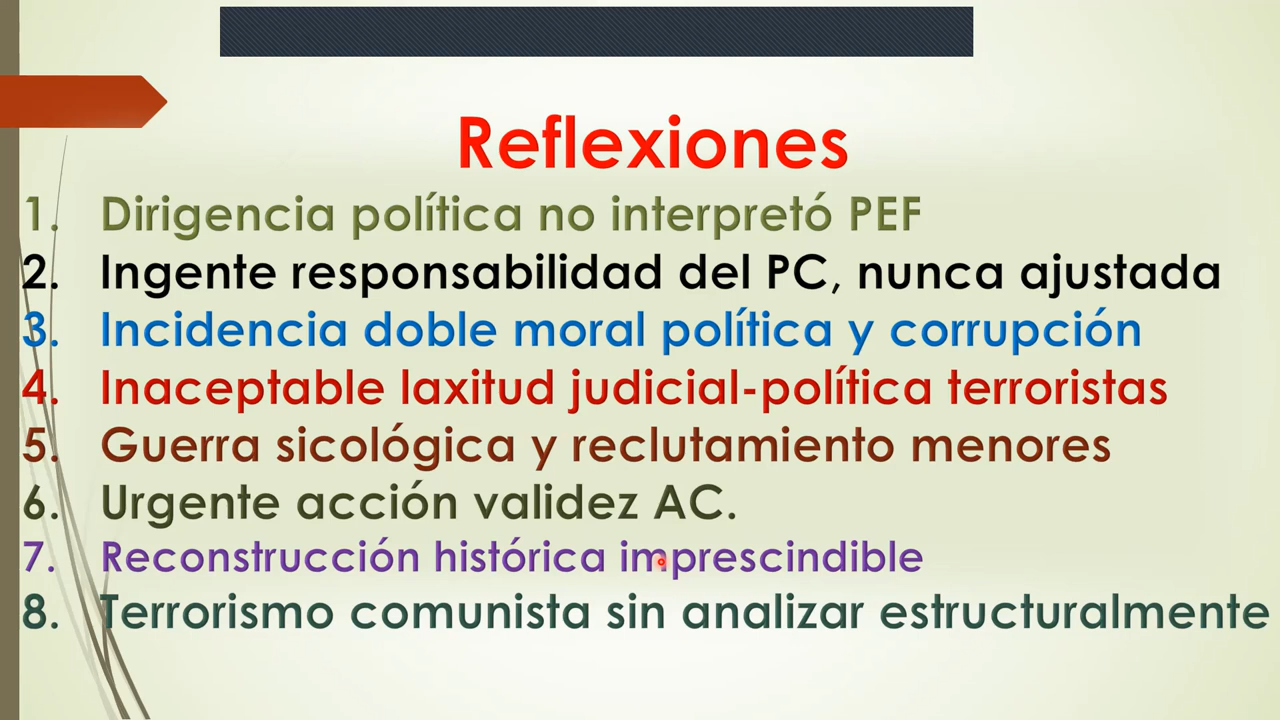 Reflexiones
1. Dirigencia política no interpretó PEF
2. Ingente responsabilidad del PC, nunca ajustada
3. Incidencia doble moral política y corrupción
4. Inaceptable laxitud judicial-política terroristas
5. Guerra sicológica y reclutamiento menores
6. Urgente acción validez AC.
7. Reconstrucción histórica imprescindible
8. Terrorismo comunista sin analizar estructuralmente